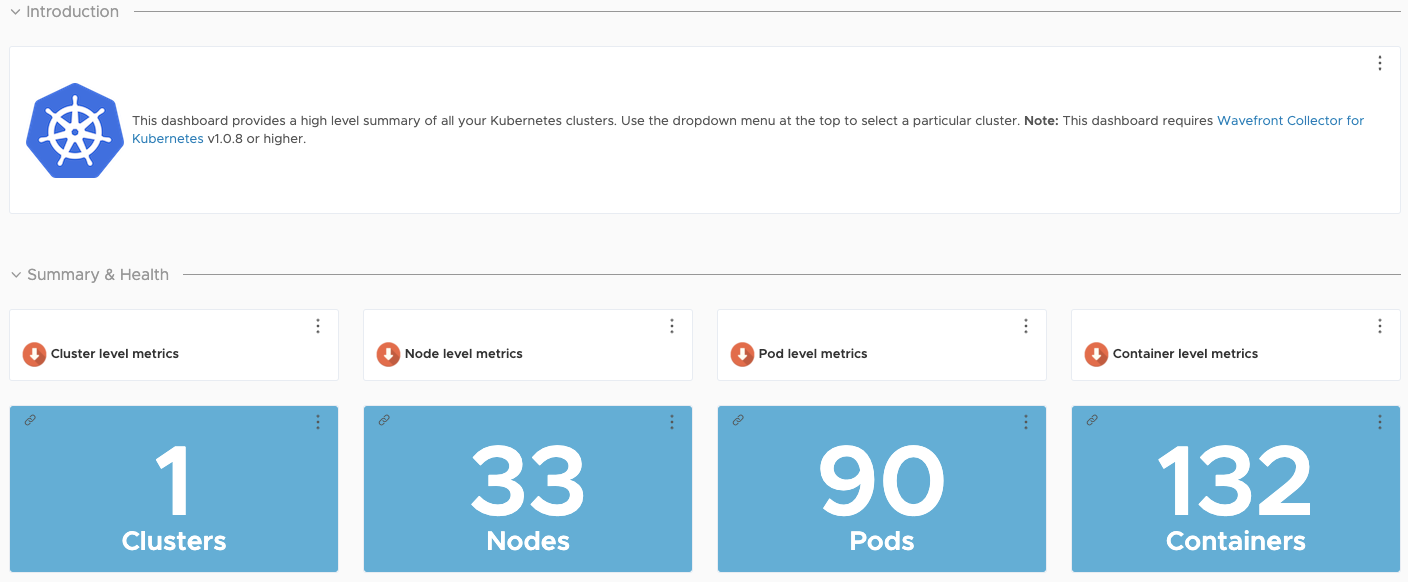 Introduction
This dashboard provides a high level summary of all your Kubernetes clusters. Use the dropdown menu at the top to select a particular cluster. Note: This dashboard requires Wavefront Collector for
Kubernetes v1.0.8 or higher.
Summary & Health
Cluster level metrics
Node level metrics
Pod level metrics
Container level metrics
1
Clusters
33
Nodes
90
Pods
132
Containers